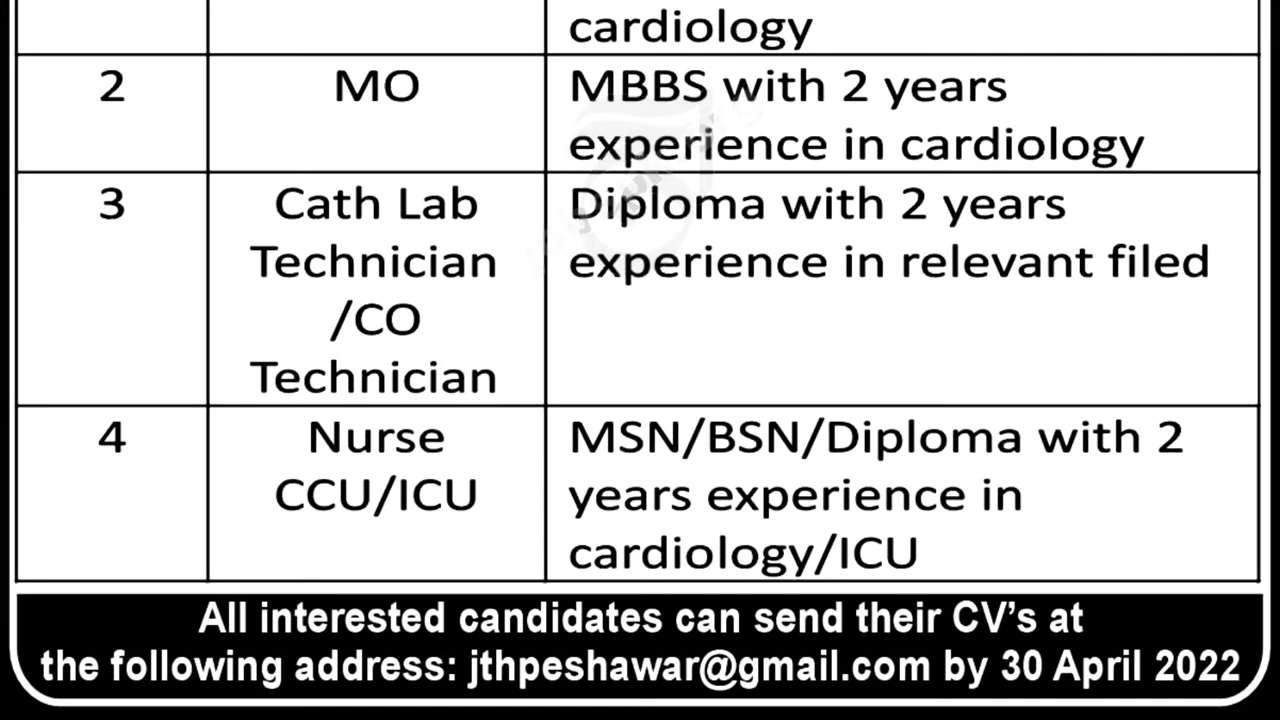 cardiology
2
MO
MBBS with 2 years
experience in cardiology
3
Cath Lab
Technician
/CO
Technician
Diploma with 2 years
experience in relevant filed
4
Nurse
CCU/ICU
MSN/BSN/Diploma with 2
years experience in
cardiology/ICU
All interested candidates can send their CV’s at
the following address: jthpeshawar@gmail.com by 30 April 2022